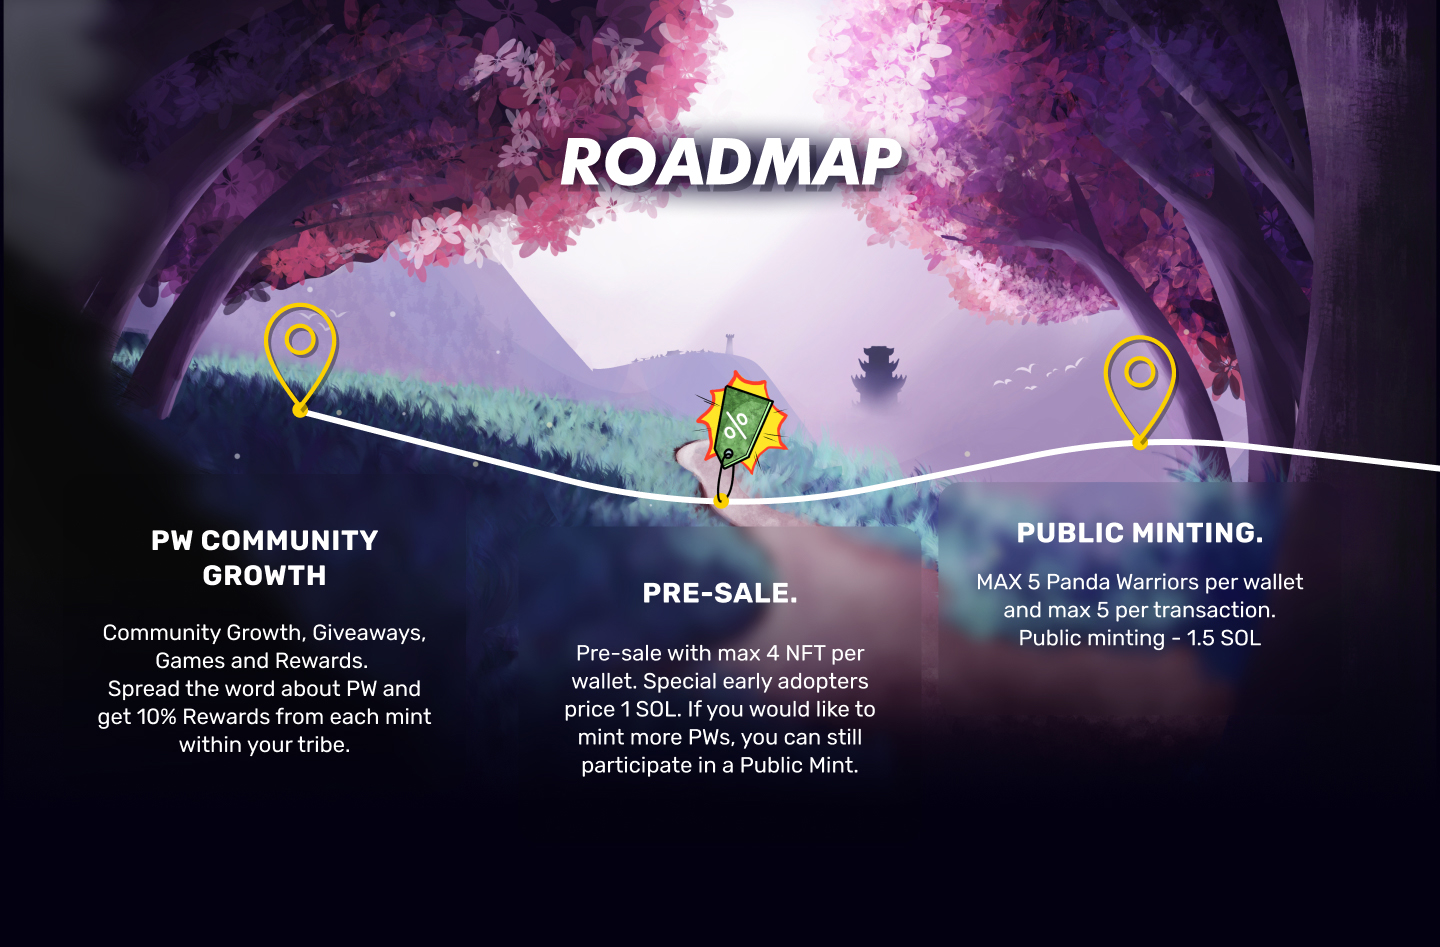 ROADMAP
%
PW COMMUNITY
GROWTH
Community Growth, Giveaways,
Games and Rewards.
Spread the word about PW and
get 10% Rewards from each mint
within your tribe.
PRE-SALE.
Pre-sale with max 4 NFT per
wallet. Special early adopters
price 1 SOL. If you would like to
mint more PWs, you can still
participate in a Public Mint.
PUBLIC MINTING.
MAX 5 Panda Warriors per wallet
and max 5 per transaction.
Public minting - 1.5 SOL